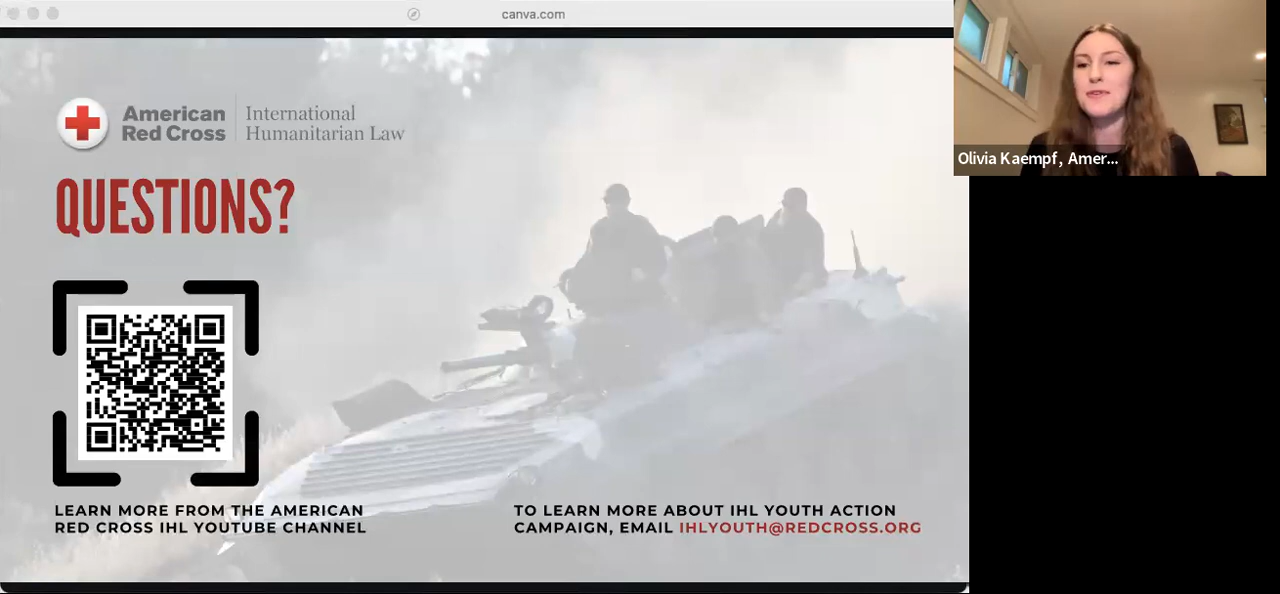 canva.com
American
Red Cross
International
Humanitarian Law
QUESTIONS?
LEARN MORE FROM THE AMERICAN
RED CROSS IHL YOUTUBE CHANNEL
TO LEARN MORE ABOUT IHL YOUTH ACTION
CAMPAIGN, EMAIL IHLYOUTH@REDCROSS.ORG
Olivia Kaempf, Amer...